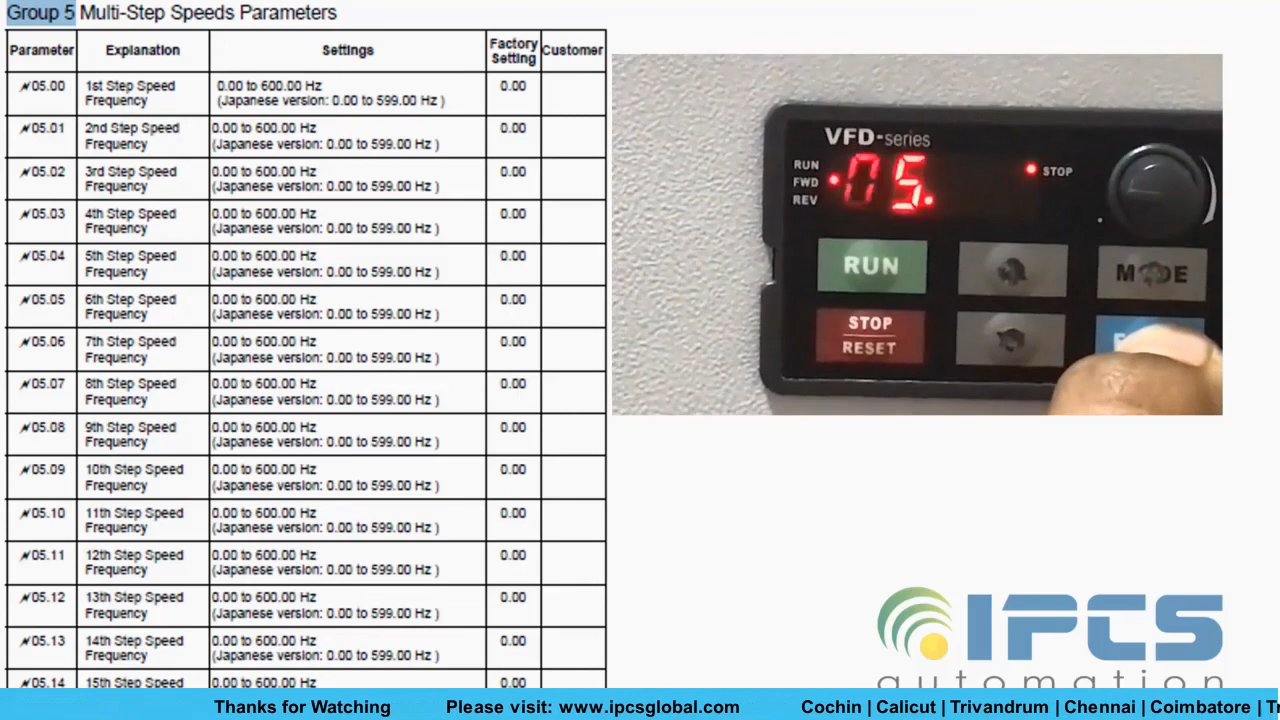 Group 5 Multi-Step Speeds Parameters
Parameter Explanation Settings Factory Setting Customer
05.00 1st Step Speed Frequency 0.00 to 600.00 Hz (Japanese version: 0.00 to 599.00 Hz ) 0.00
05.01 2nd Step Speed Frequency 0.00 to 600.00 Hz (Japanese version: 0.00 to 599.00 Hz ) 0.00
05.02 3rd Step Speed Frequency 0.00 to 600.00 Hz (Japanese version: 0.00 to 599.00 Hz ) 0.00
05.03 4th Step Speed Frequency 0.00 to 600.00 Hz (Japanese version: 0.00 to 599.00 Hz ) 0.00
05.04 5th Step Speed Frequency 0.00 to 600.00 Hz (Japanese version: 0.00 to 599.00 Hz ) 0.00
05.05 6th Step Speed Frequency 0.00 to 600.00 Hz (Japanese version: 0.00 to 599.00 Hz ) 0.00
05.06 7th Step Speed Frequency 0.00 to 600.00 Hz (Japanese version: 0.00 to 599.00 Hz ) 0.00
05.07 8th Step Speed Frequency 0.00 to 600.00 Hz (Japanese version: 0.00 to 599.00 Hz ) 0.00
05.08 9th Step Speed Frequency 0.00 to 600.00 Hz (Japanese version: 0.00 to 599.00 Hz ) 0.00
05.09 10th Step Speed Frequency 0.00 to 600.00 Hz (Japanese version: 0.00 to 599.00 Hz ) 0.00
05.10 11th Step Speed Frequency 0.00 to 600.00 Hz (Japanese version: 0.00 to 599.00 Hz ) 0.00
05.11 12th Step Speed Frequency 0.00 to 600.00 Hz (Japanese version: 0.00 to 599.00 Hz ) 0.00
05.12 13th Step Speed Frequency 0.00 to 600.00 Hz (Japanese version: 0.00 to 599.00 Hz ) 0.00
05.13 14th Step Speed Frequency 0.00 to 600.00 Hz (Japanese version: 0.00 to 599.00 Hz ) 0.00
05.14 15th Step Speed 0.00 to 600.00 Hz 0.00
VFD-series
RUN
FWD
REV
05.
STOP
RUN
MODE
STOP
RESET
IPCS
automation
Thanks for Watching Please visit: www.ipcsglobal.com Cochin | Calicut | Trivandrum | Chennai | Coimbatore |